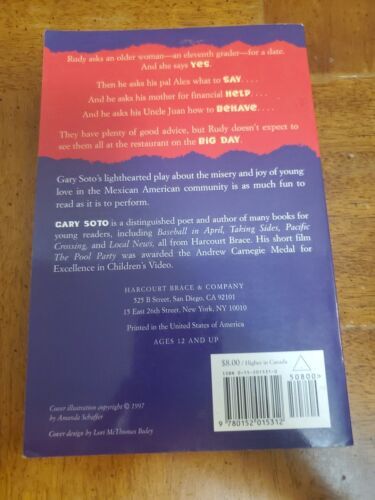 Rudy asks an older woman—an eleventh grader—for a date.
And she says YES.
Then he asks his pal Alex what to SAY. . . .
And he asks his mother for financial HELP. . . .
And he asks his Uncle Juan how to BEHAVE. . . .
They have plenty of good advice, but Rudy doesn't expect to
see them all at the restaurant on the BIG DAY.
Gary Soto's lighthearted play about the misery and joy of young
love in the Mexican American community is as much fun to
read as it is to perform.
GARY SOTO is a distinguished poet and author of many books for
young readers, including Baseball in April, Taking Sides, Pacific
Crossing, and Local News, all from Harcourt Brace. His short film
The Pool Party was awarded the Andrew Carnegie Medal for
Excellence in Children's Video.
HARCOURT BRACE & COMPANY
525 B Street, San Diego, CA 92101
15 East 26th Street, New York, NY 10010
Printed in the United States of America
AGES 12 AND UP
$8.00 / Higher in Canada
ISBN 0-15-201531-0
50800>
9 780152 015312
Cover illustration copyright © 1997
by Amanda Schaffer
Cover design by Lori McThomas Buley